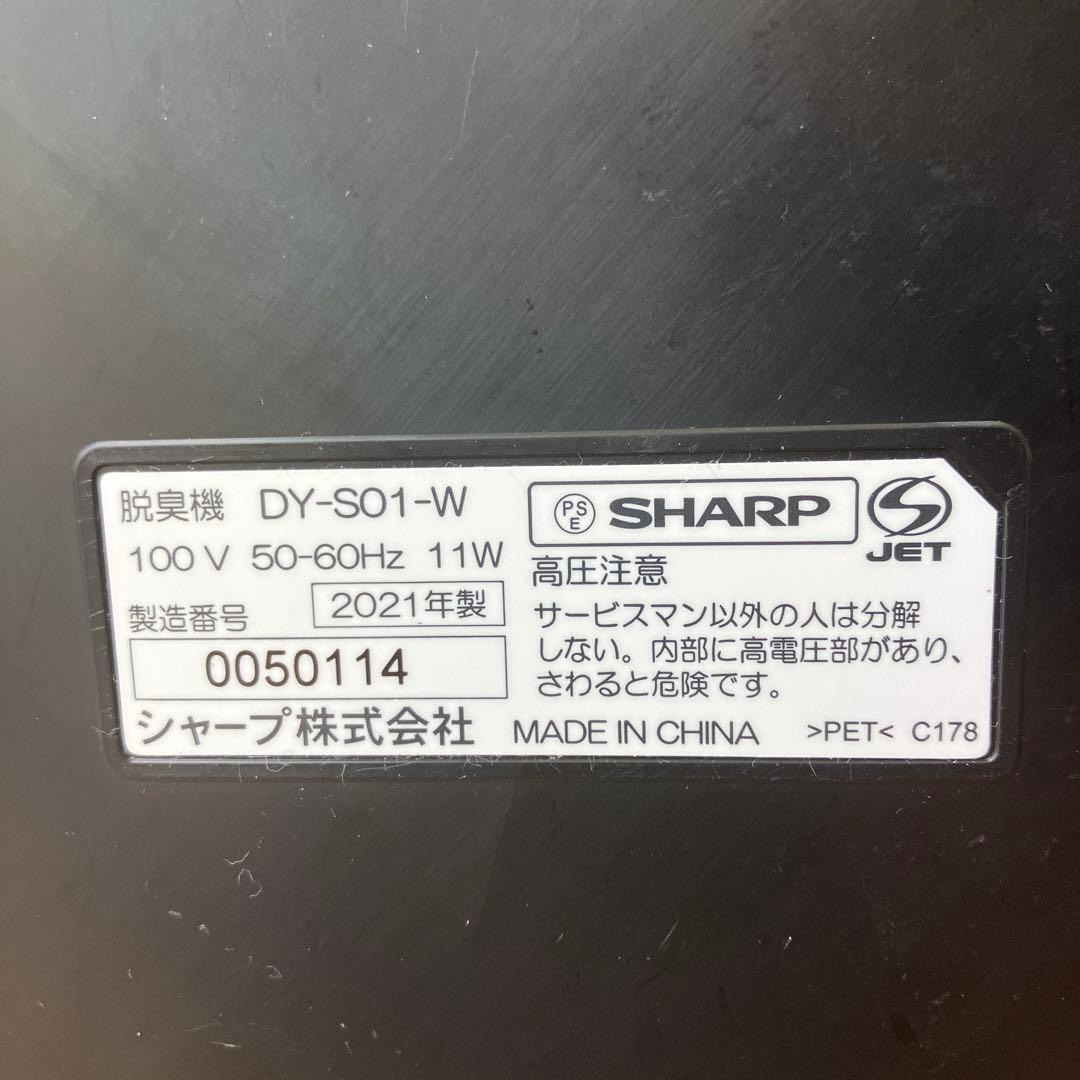 脱臭機 DY-S01-W
100V 50-60Hz 11W
製造番号 2021年製
0050114
シャープ株式会社
PS
E
SHARP
JET
高圧注意
サービスマン以外の人は分解
しない。内部に高電圧部があり、
さわると危険です。
MADE IN CHINA >PET< C178